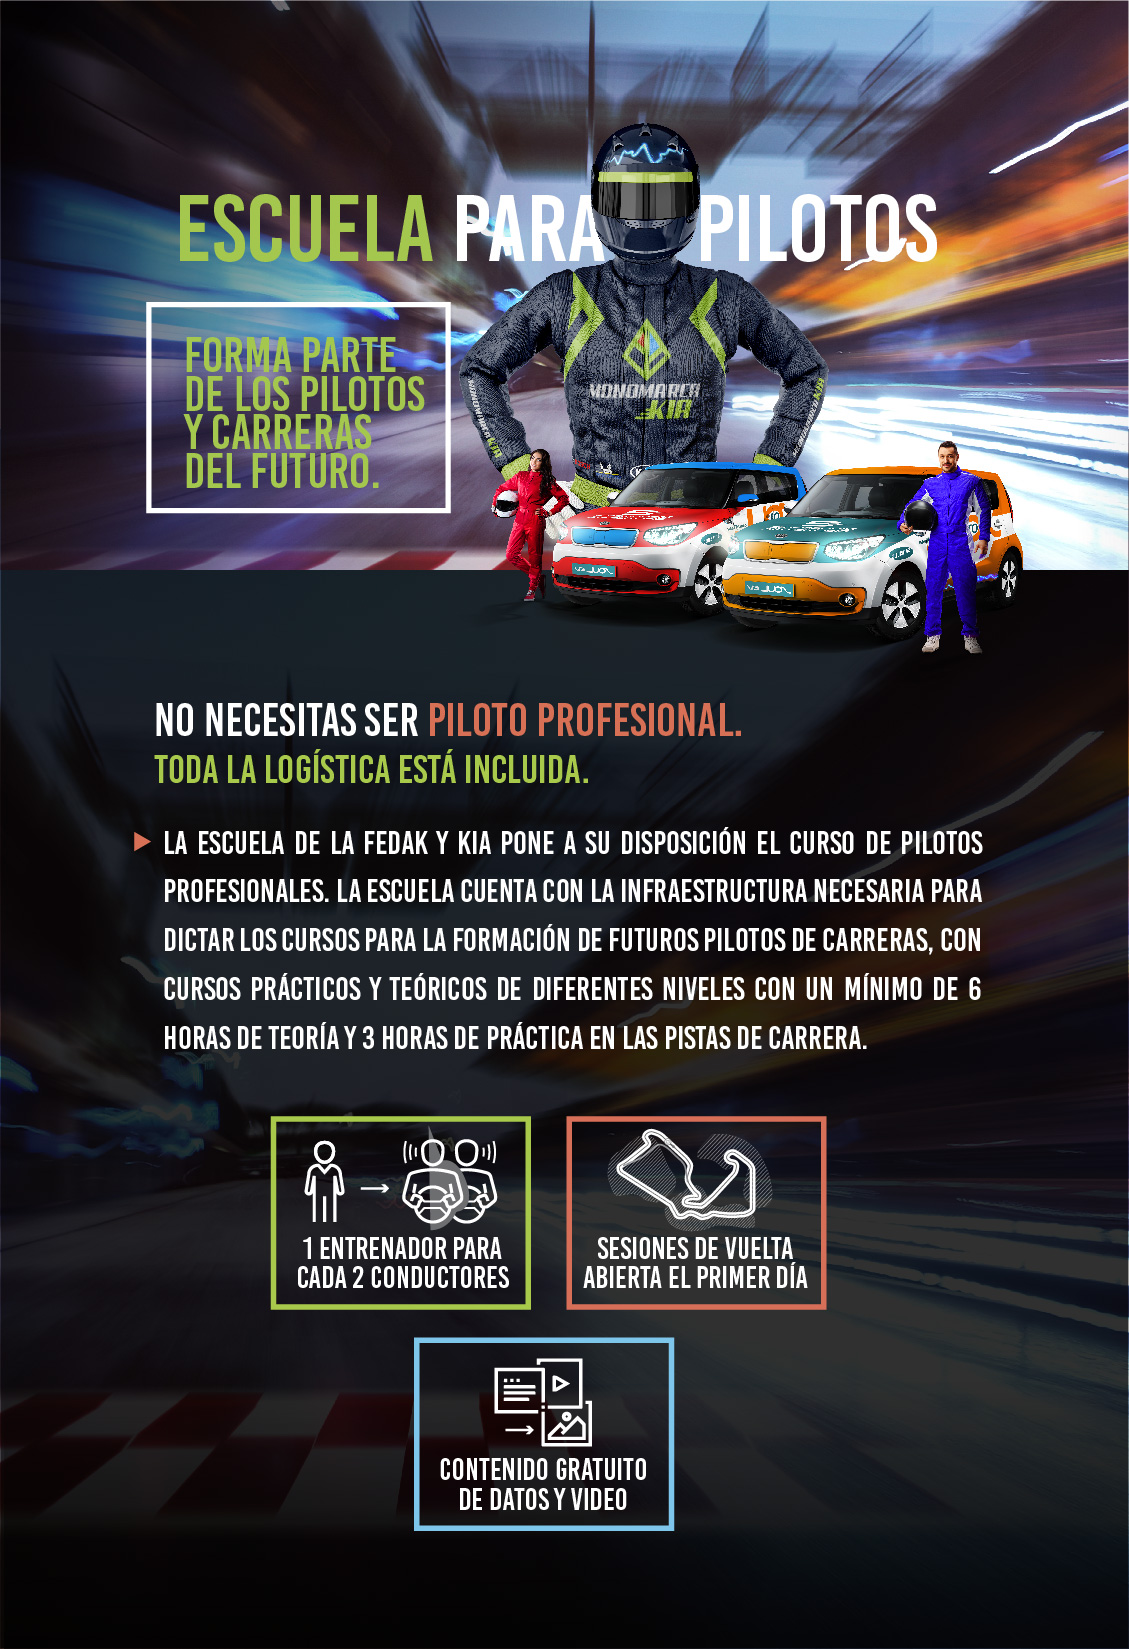 ESCUELA PARA PILOTOS
FORMA PARTE
DE LOS PILOTOS
Y CARRERAS
DEL FUTURO.
MONOMARCA
KIA
NO NECESITAS SER PILOTO PROFESIONAL.
TODA LA LOGÍSTICA ESTÁ INCLUIDA.
LA ESCUELA DE LA FEDAK Y KIA PONE A SU DISPOSICIÓN EL CURSO DE PILOTOS
PROFESIONALES. LA ESCUELA CUENTA CON LA INFRAESTRUCTURA NECESARIA PARA
DICTAR LOS CURSOS PARA LA FORMACIÓN DE FUTUROS PILOTOS DE CARRERAS, CON
CURSOS PRÁCTICOS Y TEÓRICOS DE DIFERENTES NIVELES CON UN MÍNIMO DE 6
HORAS DE TEORÍA Y 3 HORAS DE PRÁCTICA EN LAS PISTAS DE CARRERA.
1 ENTRENADOR PARA
CADA 2 CONDUCTORES
SESIONES DE VUELTA
ABIERTA EL PRIMER DÍA
CONTENIDO GRATUITO
DE DATOS Y VIDEO